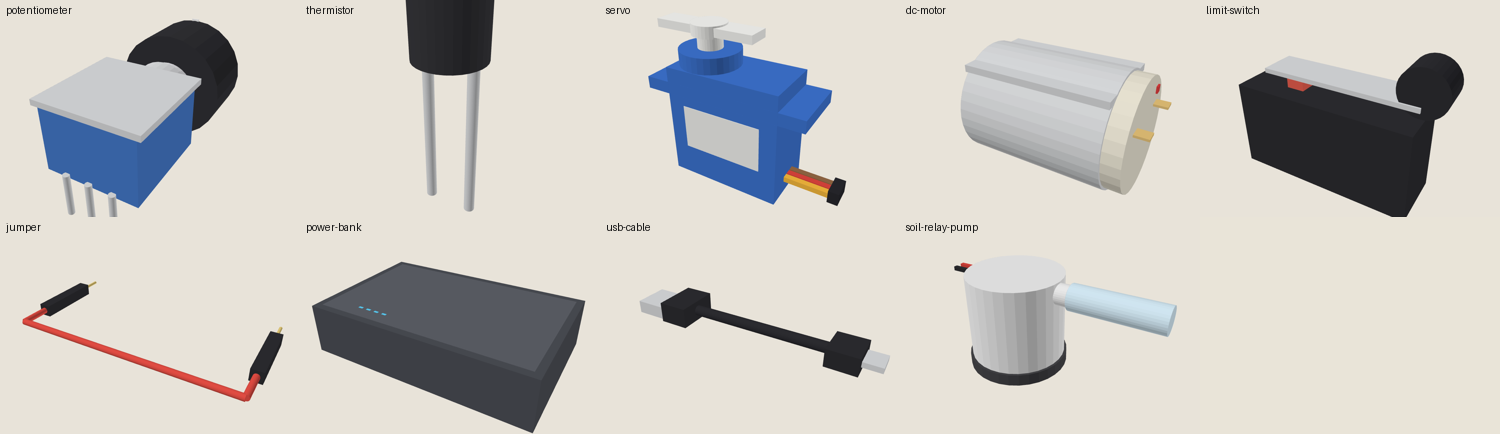 potentiometer
thermistor
servo
dc-motor
limit-switch
jumper
power-bank
usb-cable
soil-relay-pump